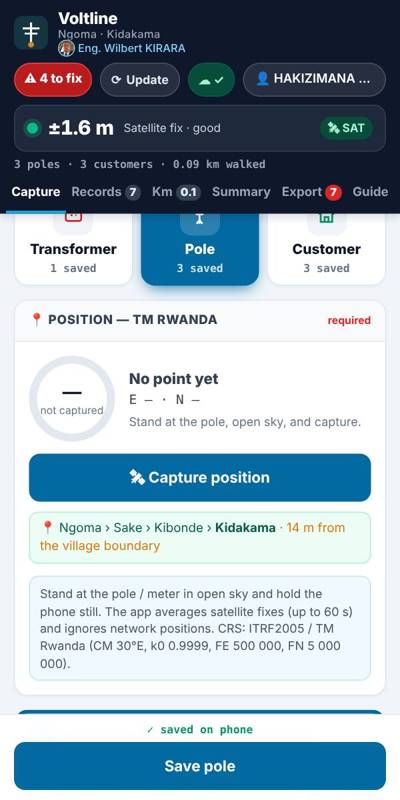 Voltline
Ngoma · Kidakama
Eng. Wilbert KIRARA
⚠ 4 to fix
⟳ Update
☁ ✓
👤 HAKIZIMANA ...
±1.6 m Satellite fix · good
🛰 SAT
3 poles · 3 customers · 0.09 km walked
Capture Records 7 Km 0.1 Summary Export 7 Guide
Transformer
1 saved
Pole
3 saved
Customer
3 saved
📍 POSITION — TM RWANDA
required
—
not captured
No point yet
E — · N —
Stand at the pole, open sky, and capture.
🛰 Capture position
📍 Ngoma › Sake › Kibonde › Kidakama · 14 m from
the village boundary
Stand at the pole / meter in open sky and hold the
phone still. The app averages satellite fixes (up to 60 s)
and ignores network positions. CRS: ITRF2005 / TM
Rwanda (CM 30°E, k0 0.9999, FE 500 000, FN 5 000
000).
✓ saved on phone
Save pole